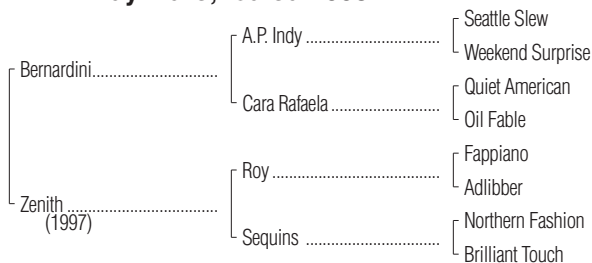 A.P. Indy
Seattle Slew
Weekend Surprise
Bernardini
Cara Rafaela
Quiet American
Oil Fable
Zenith
(1997)
Roy
Fappiano
Adlibber
Sequins
Northern Fashion
Brilliant Touch